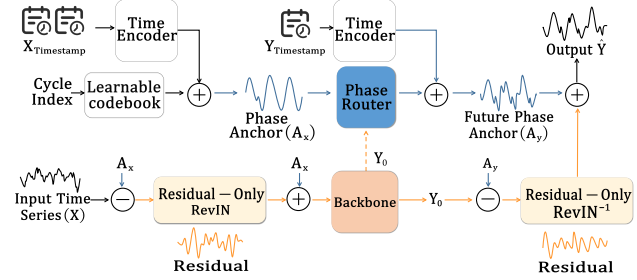 Time
Encoder
X_Timestamp
Y_Timestamp
Time
Encoder
Output Ŷ
Cycle
Index
Learnable
codebook
Phase
Anchor(A_x)
Phase
Router
Future Phase
Anchor(A_y)
Y_0
A_x
A_x
A_y
Input Time
Series(X)
Residual－Only
RevIN
Backbone
Y_0
Residual－Only
RevIN⁻¹
Residual
Residual